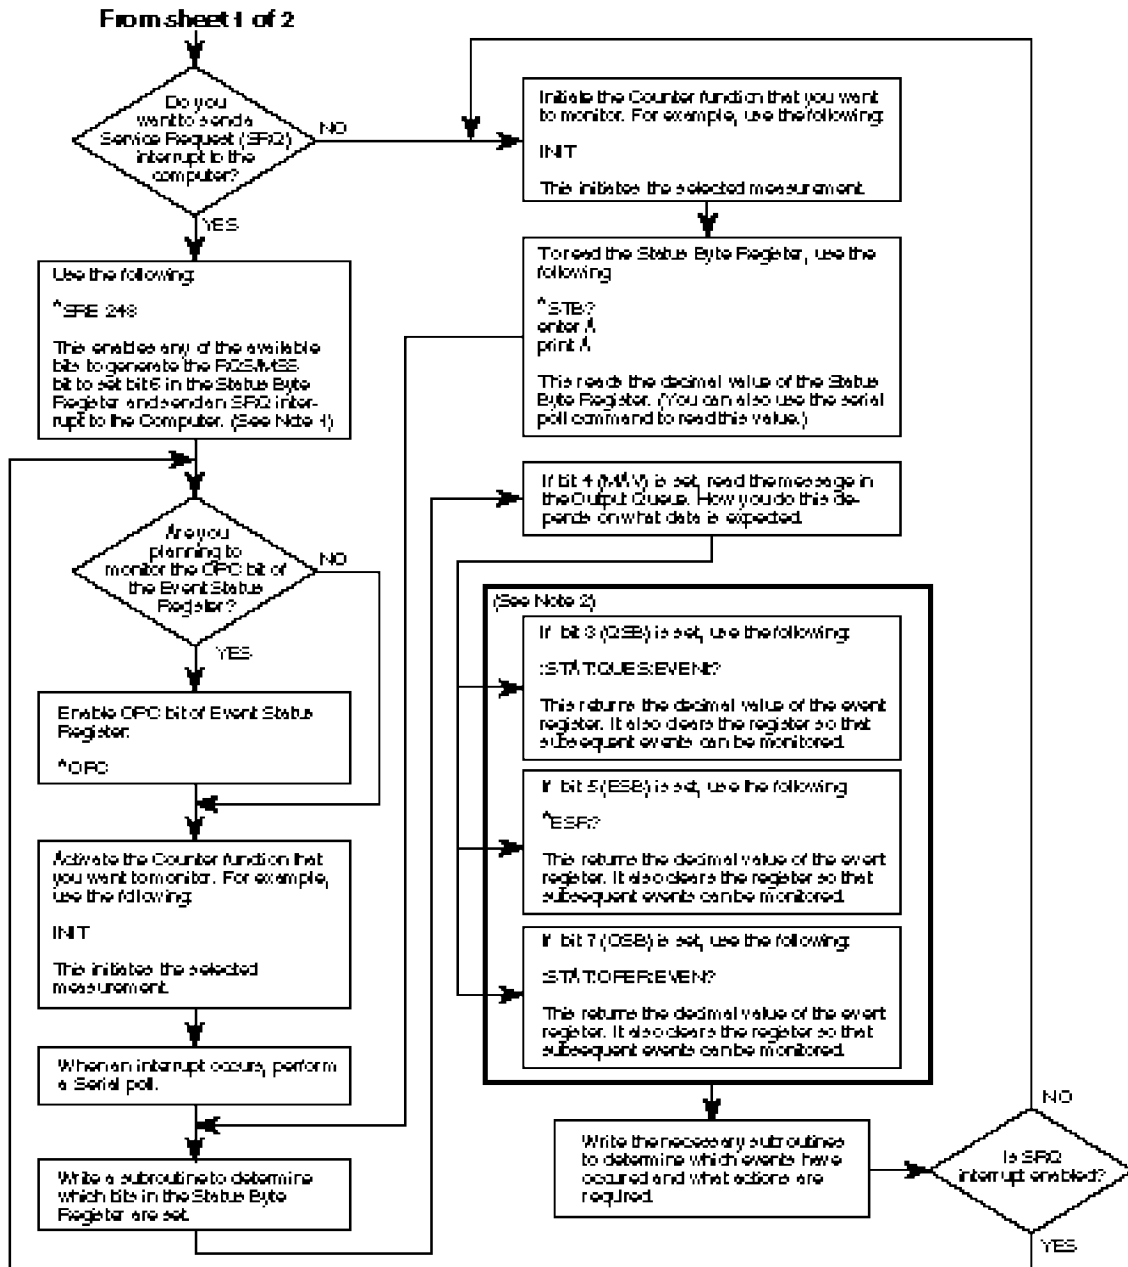 From sheet 1 of 2
Do you
want to send a
Service Request (SRQ)
interrupt to the
computer?
NO
YES
Use the following:
*SRE 248
This enables any of the available
bits to generate the RQS/MSS
bit to set bit 6 in the Status Byte
Register and send an SRQ inter-
rupt to the Computer. (See Note 1)
Are you
planning to
monitor the OPC bit of
the Event Status
Register?
NO
YES
Enable OPC bit of Event Status
Register.
*OPC
Activate the Counter function that
you want to monitor. For example,
use the following:
INIT
This initiates the selected
measurement.
When an interrupt occurs, perform
a Serial poll.
Write a subroutine to determine
which bits in the Status Byte
Register are set.
Initiate the Counter function that you want
to monitor. For example, use the following:
INIT
This initiates the selected measurement.
To read the Status Byte Register, use the
following:
*STB?
enter A
print A
This reads the decimal value of the Status
Byte Register. (You can also use the serial
poll command to read this value.)
If bit 4 (MAV) is set, read the message in
the Output Queue. How you do this de-
pends on what data is expected.
(See Note 2)
If bit 3 (QSB) is set, use the following:
:STAT:QUES:EVENT?
This returns the decimal value of the event
register. It also clears the register so that
subsequent events can be monitored.
If bit 5 (ESB) is set, use the following:
*ESR?
This returns the decimal value of the event
register. It also clears the register so that
subsequent events can be monitored.
If bit 7 (OSB) is set, use the following:
:STAT:OPER:EVEN?
This returns the decimal value of the event
register. It also clears the register so that
subsequent events can be monitored.
Write the necessary subroutines
to determine which events have
occured and what actions are
required.
Is SRQ
interrupt enabled?
NO
YES